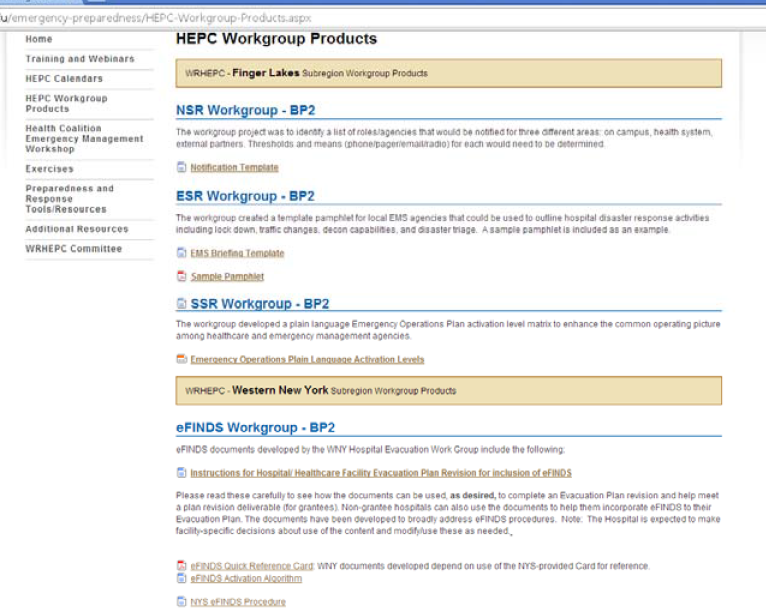 u/emergency-preparedness/HEPC-Workgroup-Products.aspx
Home
Training and Webinars
HEPC Calendars
HEPC Workgroup
Products
Health Coalition
Emergency Management
Workshop
Exercises
Preparedness and
Response
Tools/Resources
Additional Resources
WRHEPC Committee
HEPC Workgroup Products
WRHEPC - Finger Lakes Subregion Workgroup Products
NSR Workgroup - BP2
The workgroup project was to identify a list of roles/agencies that would be notified for three different areas: on campus, health system,
external partners. Thresholds and means (phone/pager/email/radio) for each would need to be determined.
Notification Template
ESR Workgroup - BP2
The workgroup created a template pamphlet for local EMS agencies that could be used to outline hospital disaster response activities
including lock down, traffic changes, decon capabilities, and disaster triage. A sample pamphlet is included as an example.
EMS Briefing Template
Sample Pamphlet
SSR Workgroup - BP2
The workgroup developed a plain language Emergency Operations Plan activation level matrix to enhance the common operating picture
among healthcare and emergency management agencies.
Emergency Operations Plain Language Activation Levels
WRHEPC - Western New York Subregion Workgroup Products
eFINDS Workgroup - BP2
eFINDS documents developed by the WNY Hospital Evacuation Work Group include the following:
Instructions for Hospital/ Healthcare Facility Evacuation Plan Revision for inclusion of eFINDS
Please read these carefully to see how the documents can be used, as desired, to complete an Evacuation Plan revision and help meet
a plan revision deliverable (for grantees). Non-grantee hospitals can also use the documents to help them incorporate eFINDS to their
Evacuation Plan. The documents have been developed to broadly address eFINDS procedures. Note: The Hospital is expected to make
facility-specific decisions about use of the content and modify/use these as needed.
eFINDS Quick Reference Card: WNY documents developed depend on use of the NYS-provided Card for reference.
eFINDS Activation Algorithm
NYS eFINDS Procedure